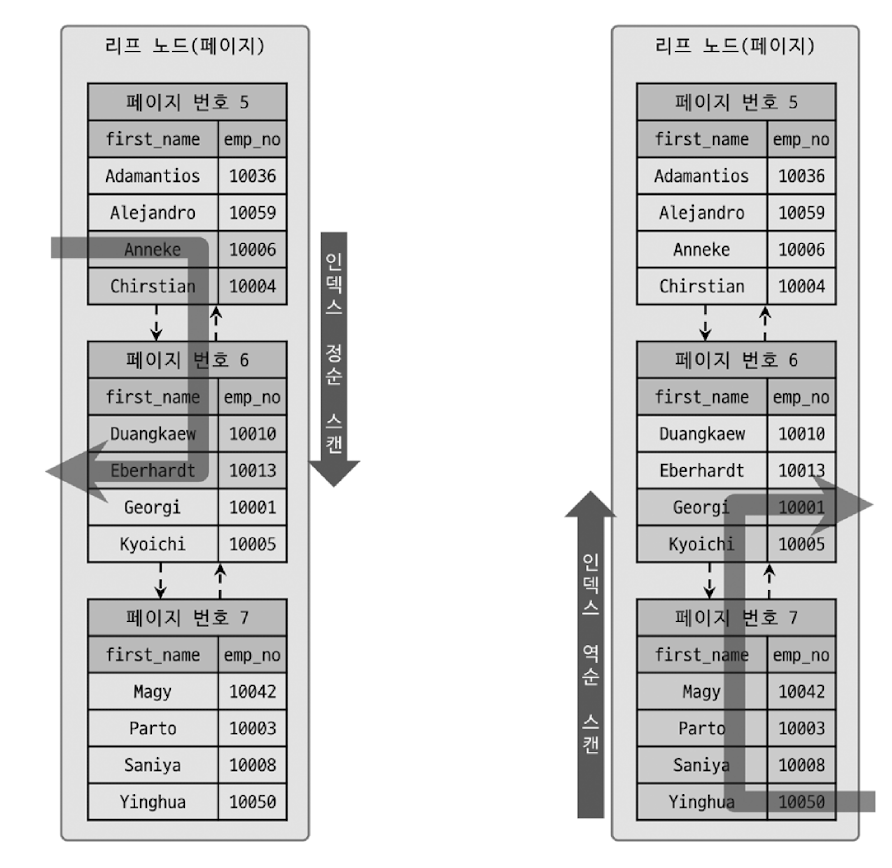 리프 노드(페이지)
페이지 번호 5
first_name emp_no
Adamantios 10036
Alejandro 10059
Anneke 10006
Chirstian 10004
페이지 번호 6
first_name emp_no
Duangkaew 10010
Eberhardt 10013
Georgi 10001
Kyoichi 10005
페이지 번호 7
first_name emp_no
Magy 10042
Parto 10003
Saniya 10008
Yinghua 10050
인덱스 정순 스캔
리프 노드(페이지)
페이지 번호 5
first_name emp_no
Adamantios 10036
Alejandro 10059
Anneke 10006
Chirstian 10004
페이지 번호 6
first_name emp_no
Duangkaew 10010
Eberhardt 10013
Georgi 10001
Kyoichi 10005
페이지 번호 7
first_name emp_no
Magy 10042
Parto 10003
Saniya 10008
Yinghua 10050
인덱스 역순 스캔